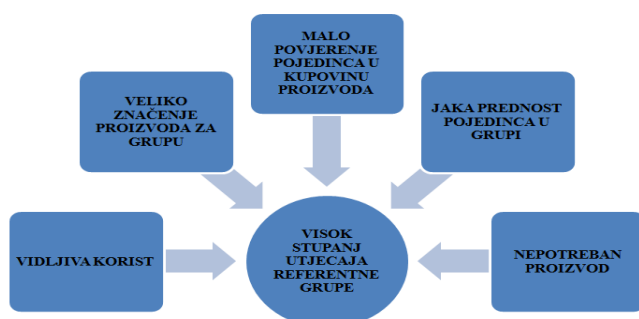 MALO
POVJERENJE
POJEDINCA U
KUPOVINU
PROIZVODA
VELIKO
ZNAČENJE
PROIZVODA ZA
GRUPU
JAKA PREDNOST
POJEDINCA U
GRUPI
VIDLJIVA KORIST
VISOK
STUPANJ
UTJECAJA
REFERENTNE
GRUPE
NEPOTREBAN
PROIZVOD